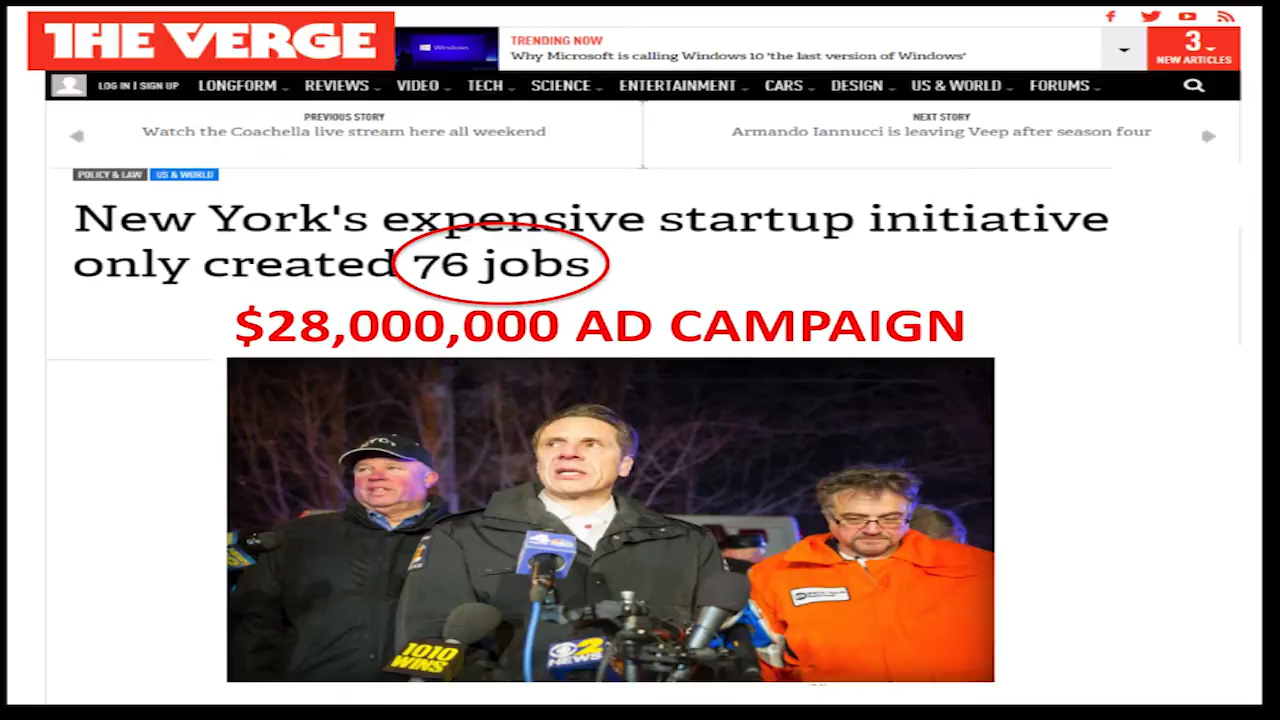 THE VERGE
TRENDING NOW
Why Microsoft is calling Windows 10 'the last version of Windows'
Windows
3
NEW ARTICLES
LOG IN | SIGN UP
LONGFORM
REVIEWS
VIDEO
TECH
SCIENCE
ENTERTAINMENT
CARS
DESIGN
US & WORLD
FORUMS
PREVIOUS STORY
Watch the Coachella live stream here all weekend
NEXT STORY
Armando Iannucci is leaving Veep after season four
POLICY & LAW
US & WORLD
New York's expensive startup initiative
only created 76 jobs
$28,000,000 AD CAMPAIGN
1010
WINS
2
NEWS